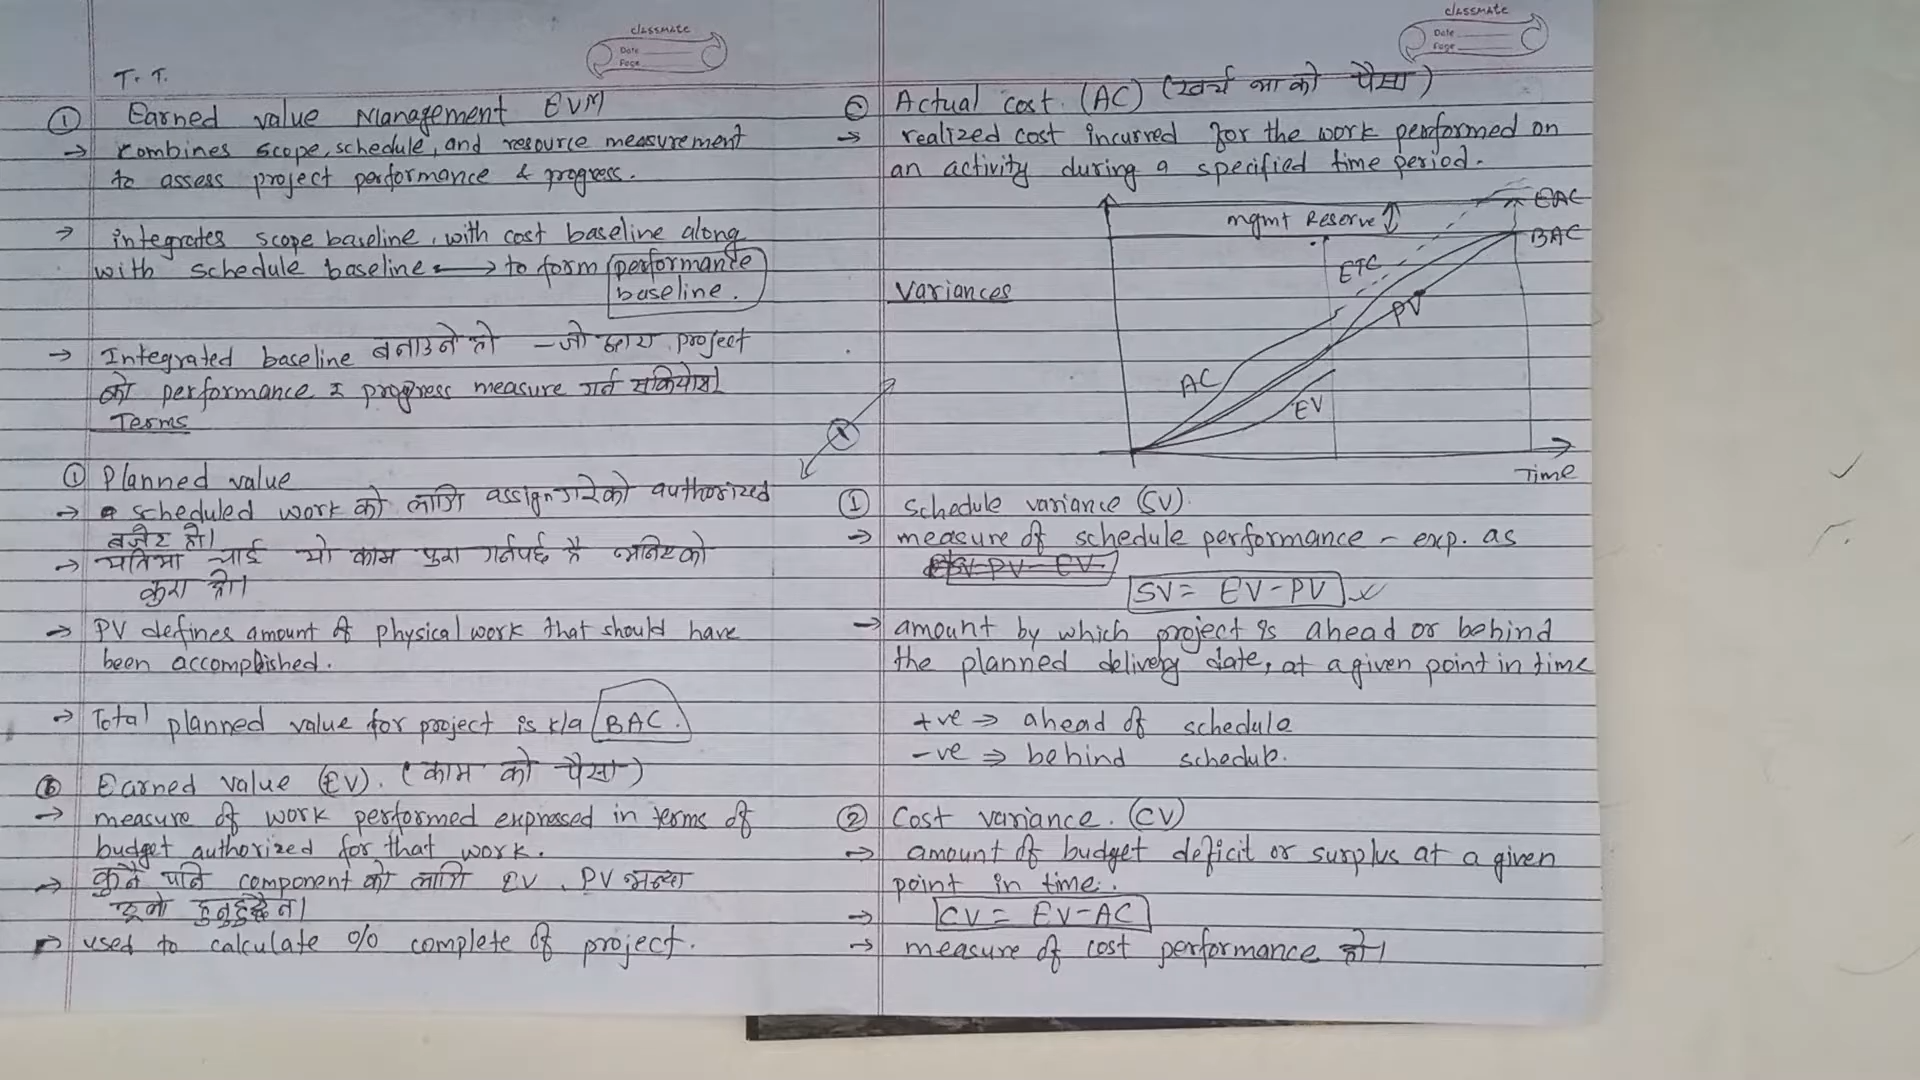 classmate
Date
Page
T. T.
① Earned value Management EVM
→ combines scope, schedule, and resource measurement
to assess project performance & progress.
→ integrates scope baseline, with cost baseline along
with schedule baseline → to form performance
baseline.
→ Integrated baseline बनाउने हो - जो द्वारा project
को performance र progress measure गर्न सकियोस।
Terms
① Planned value
→ scheduled work को लागि assign गरेको authorized
बजेट हो।
→ यतिमा चाई यो काम पुरा गर्नपर्छ है भनिएको
कुरा हो।
→ PV defines amount of physical work that should have
been accomplished.
→ Total planned value for project is k/a BAC.
ⓑ Earned value (EV). (काम को पैसा)
→ measure of work performed expressed in terms of
budget authorized for that work.
→ कुनै पनि component को लागि EV, PV भन्दा
हुनुहुदैन।
→ used to calculate % complete of project.
classmate
Date
Page
ⓒ Actual cost. (AC) (खर्च भाको पैसा)
→ realized cost incurred for the work performed on
an activity during a specified time period.
EAC
mgmt Reserve
BAC
ETC
Variances
PV
AC
EV
Time
① Schedule variance (SV).
→ measure of schedule performance - exp. as
SV = PV - EV
SV = EV - PV
→ amount by which project is ahead or behind
the planned delivery date, at a given point in time
+ve → ahead of schedule
-ve ⇒ behind schedule.
② Cost variance. (CV)
→ amount of budget deficit or surplus at a given
point in time.
→ CV = EV - AC
→ measure of cost performance हो।